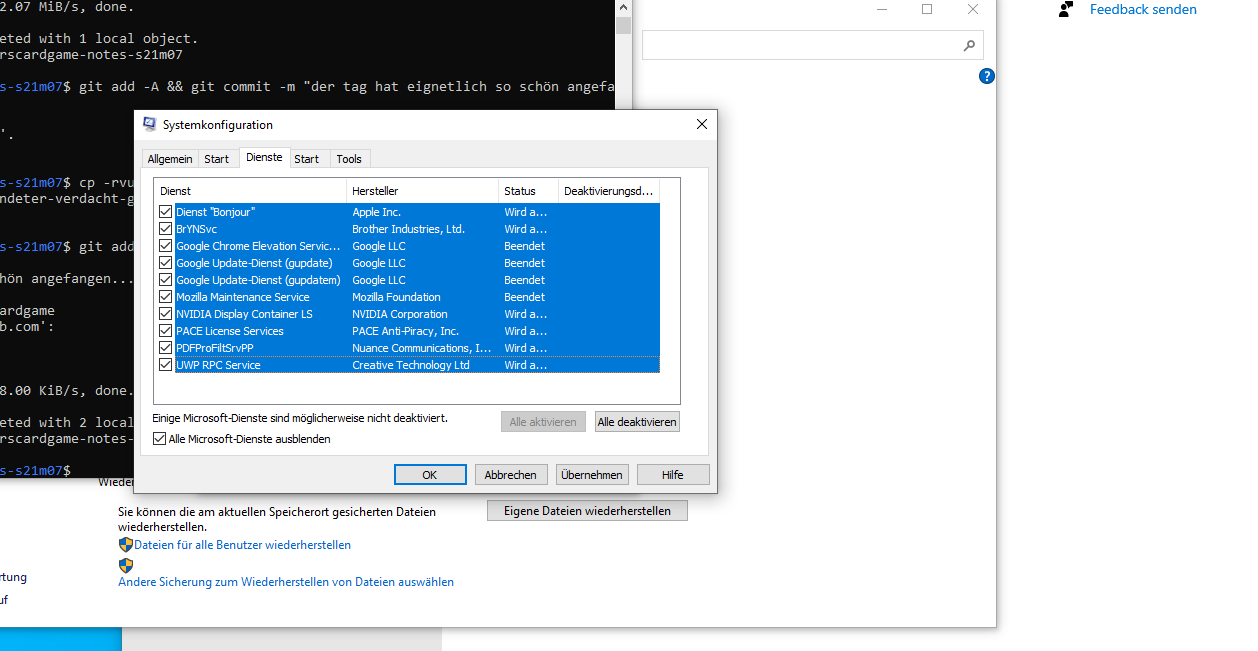 2.07 MiB/s, done.
eted with 1 local object.
rscardgame-notes-s21m07
s-s21m07$ git add -A && git commit -m "der tag hat eignetlich so schön angefa
'.
s-s21m07$ cp -rvu
ndeter-verdacht-g
s-s21m07$ git add
hön angefangen...
ardgame
b.com':
8.00 KiB/s, done.
eted with 2 local
rscardgame-notes-
s-s21m07$
Feedback senden
?
Systemkonfiguration
Allgemein Start Dienste Start Tools
Dienst Hersteller Status Deaktivierungsd...
Dienst "Bonjour" Apple Inc. Wird a...
BrYNSvc Brother Industries, Ltd. Wird a...
Google Chrome Elevation Servic... Google LLC Beendet
Google Update-Dienst (gupdate) Google LLC Beendet
Google Update-Dienst (gupdatem) Google LLC Beendet
Mozilla Maintenance Service Mozilla Foundation Beendet
NVIDIA Display Container LS NVIDIA Corporation Wird a...
PACE License Services PACE Anti-Piracy, Inc. Wird a...
PDFProFiltSrvPP Nuance Communications, I... Wird a...
UWP RPC Service Creative Technology Ltd Wird a...
Einige Microsoft-Dienste sind möglicherweise nicht deaktiviert.
Alle aktivieren Alle deaktivieren
Alle Microsoft-Dienste ausblenden
OK Abbrechen Übernehmen Hilfe
Wieder
Sie können die am aktuellen Speicherort gesicherten Dateien
wiederherstellen.
Eigene Dateien wiederherstellen
Dateien für alle Benutzer wiederherstellen
Andere Sicherung zum Wiederherstellen von Dateien auswählen
rtung
uf